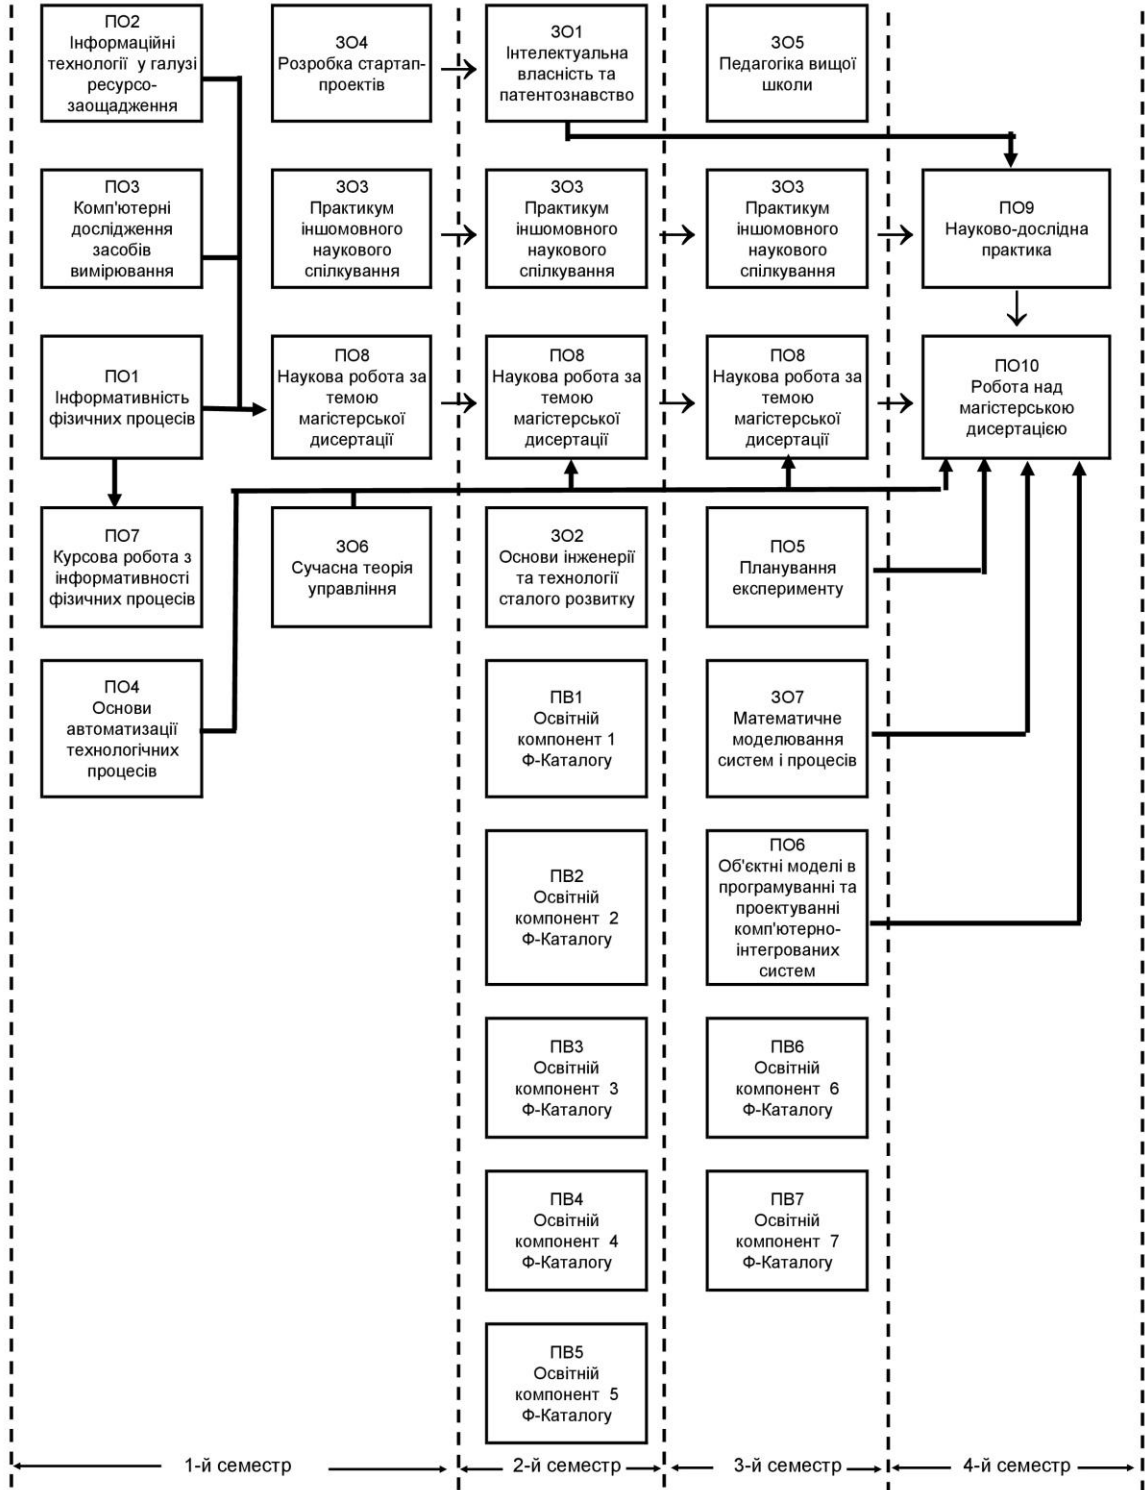 ПО2
Інформаційні
технології у галузі
ресурсо-
заощадження
ЗО4
Розробка стартап-
проектів
ЗО1
Інтелектуальна
власність та
патентознавство
ЗО5
Педагогіка вищої
школи
ПО3
Комп'ютерні
дослідження
засобів
вимірювання
ЗО3
Практикум
іншомовного
наукового
спілкування
ЗО3
Практикум
іншомовного
наукового
спілкування
ЗО3
Практикум
іншомовного
наукового
спілкування
ПО9
Науково-дослідна
практика
ПО1
Інформативність
фізичних процесів
ПО8
Наукова робота за
темою
магістерської
дисертації
ПО8
Наукова робота за
темою
магістерської
дисертації
ПО8
Наукова робота за
темою
магістерської
дисертації
ПО10
Робота над
магістерською
дисертацією
ПО7
Курсова робота з
інформативності
фізичних процесів
ЗО6
Сучасна теорія
управління
ЗО2
Основи інженерії
та технології
сталого розвитку
ПО5
Планування
експерименту
ПО4
Основи
автоматизації
технологічних
процесів
ПВ1
Освітній
компонент 1
Ф-Каталогу
ЗО7
Математичне
моделювання
систем і процесів
ПВ2
Освітній
компонент 2
Ф-Каталогу
ПО6
Об'єктні моделі в
програмуванні та
проектуванні
комп'ютерно-
інтегрованих
систем
ПВ3
Освітній
компонент 3
Ф-Каталогу
ПВ6
Освітній
компонент 6
Ф-Каталогу
ПВ4
Освітній
компонент 4
Ф-Каталогу
ПВ7
Освітній
компонент 7
Ф-Каталогу
ПВ5
Освітній
компонент 5
Ф-Каталогу
1-й семестр
2-й семестр
3-й семестр
4-й семестр